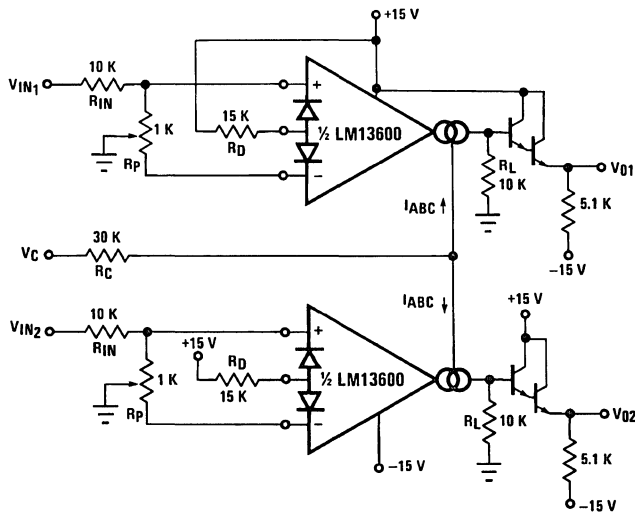 +15 V
10 K
VIN1
RIN
+
15 K
1 K
½ LM13600
RD
RP
−
RL
10 K
VO1
IABC
5.1 K
−15 V
30 K
VC
RC
IABC
+15 V
10 K
VIN2
RIN
+15 V
+
RD
1 K
½ LM13600
15 K
RP
−
RL
10 K
VO2
−15 V
5.1 K
−15 V